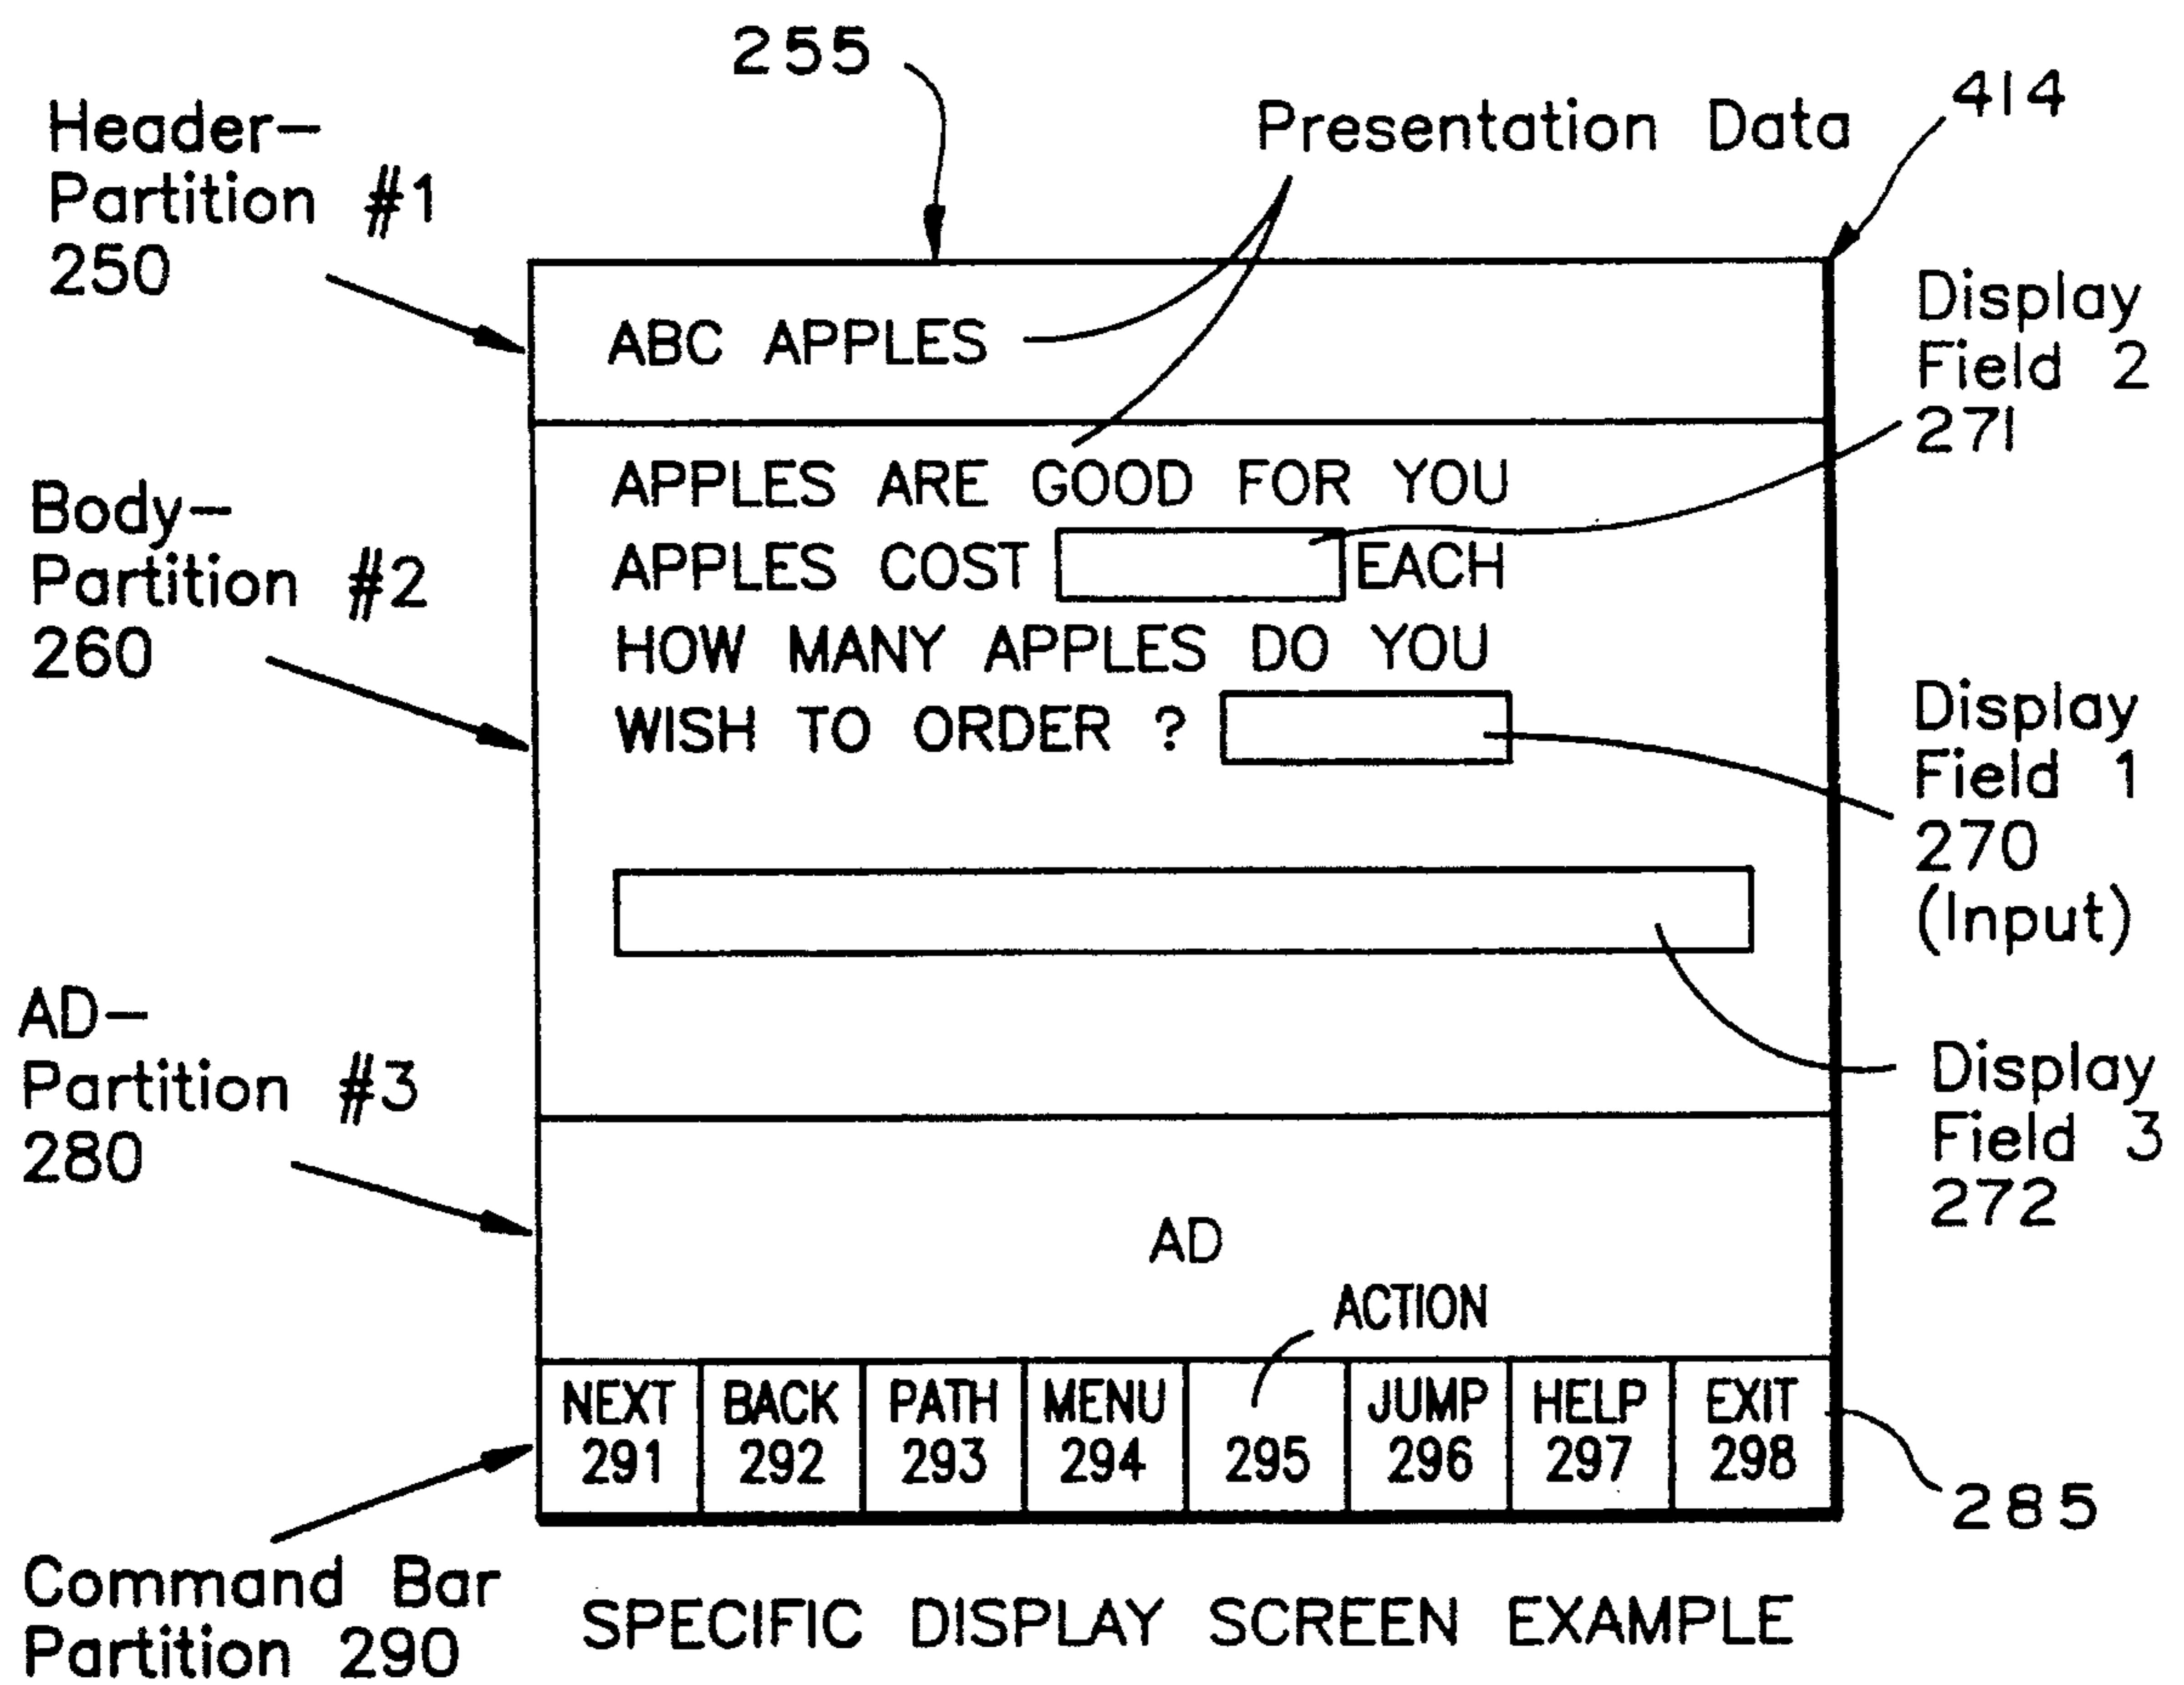 255
414
Header–
Partition #1
250
Presentation Data
ABC APPLES
Display
Field 2
271
Body–
Partition #2
260
APPLES ARE GOOD FOR YOU
APPLES COST EACH
HOW MANY APPLES DO YOU
WISH TO ORDER ?
Display
Field 1
270
(Input)
AD–
Partition #3
280
Display
Field 3
272
AD
ACTION
NEXT BACK PATH MENU JUMP HELP EXIT
291 292 293 294 295 296 297 298
285
Command Bar
Partition 290
SPECIFIC DISPLAY SCREEN EXAMPLE